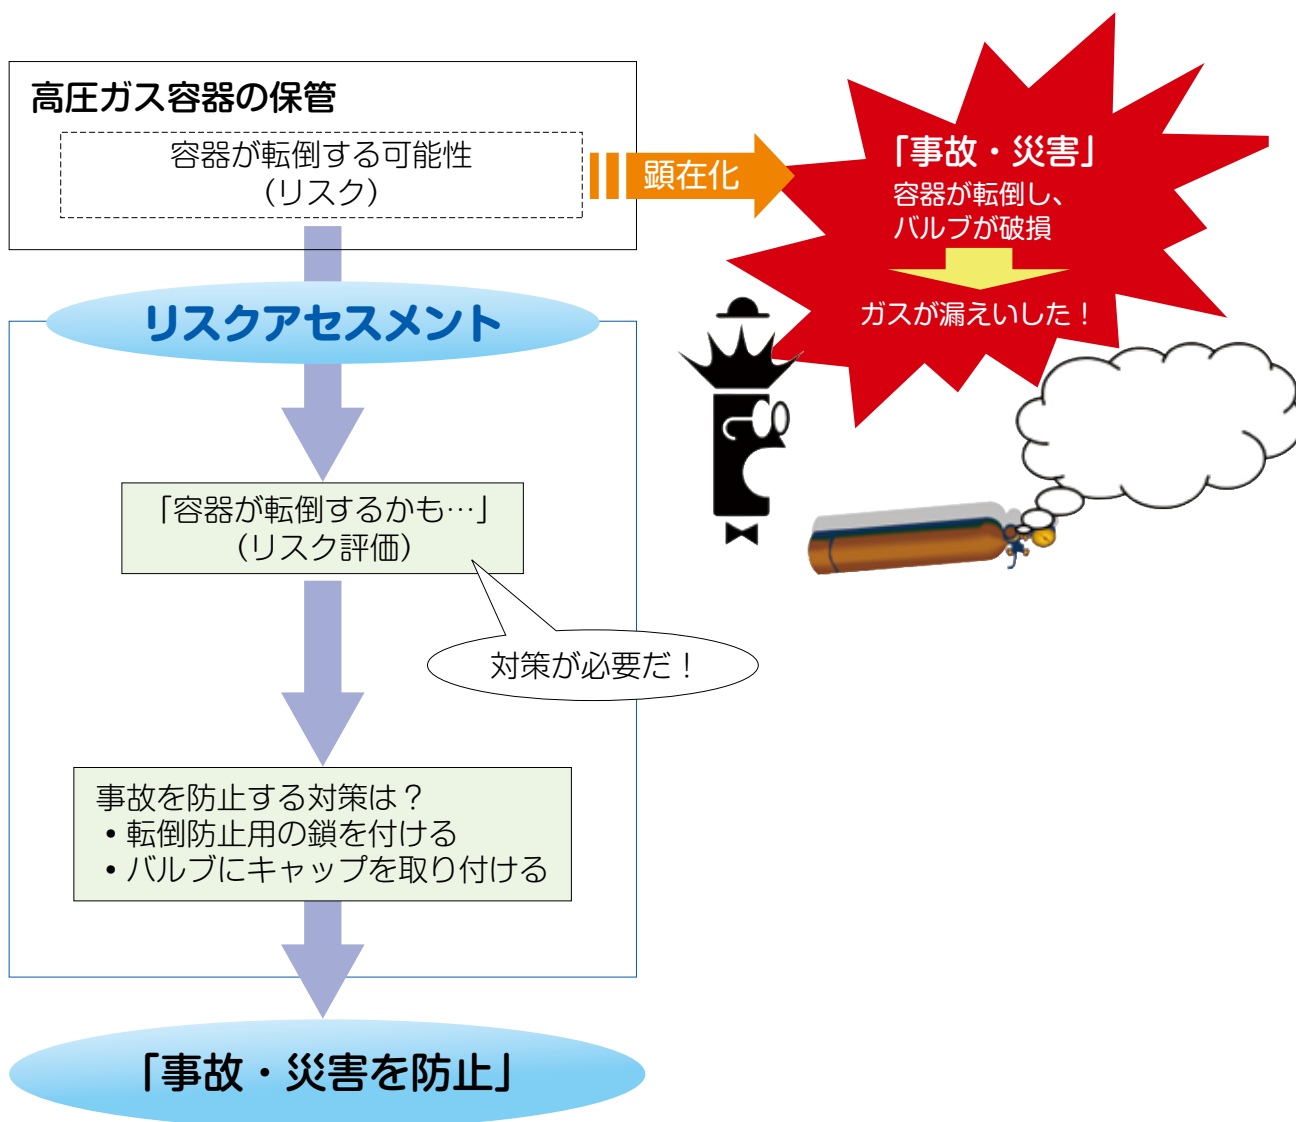 高圧ガス容器の保管
容器が転倒する可能性
（リスク）
顕在化
「事故・災害」
容器が転倒し、
バルブが破損
ガスが漏えいした！
リスクアセスメント
「容器が転倒するかも…」
（リスク評価）
対策が必要だ！
事故を防止する対策は？
・転倒防止用の鎖を付ける
・バルブにキャップを取り付ける
「事故・災害を防止」